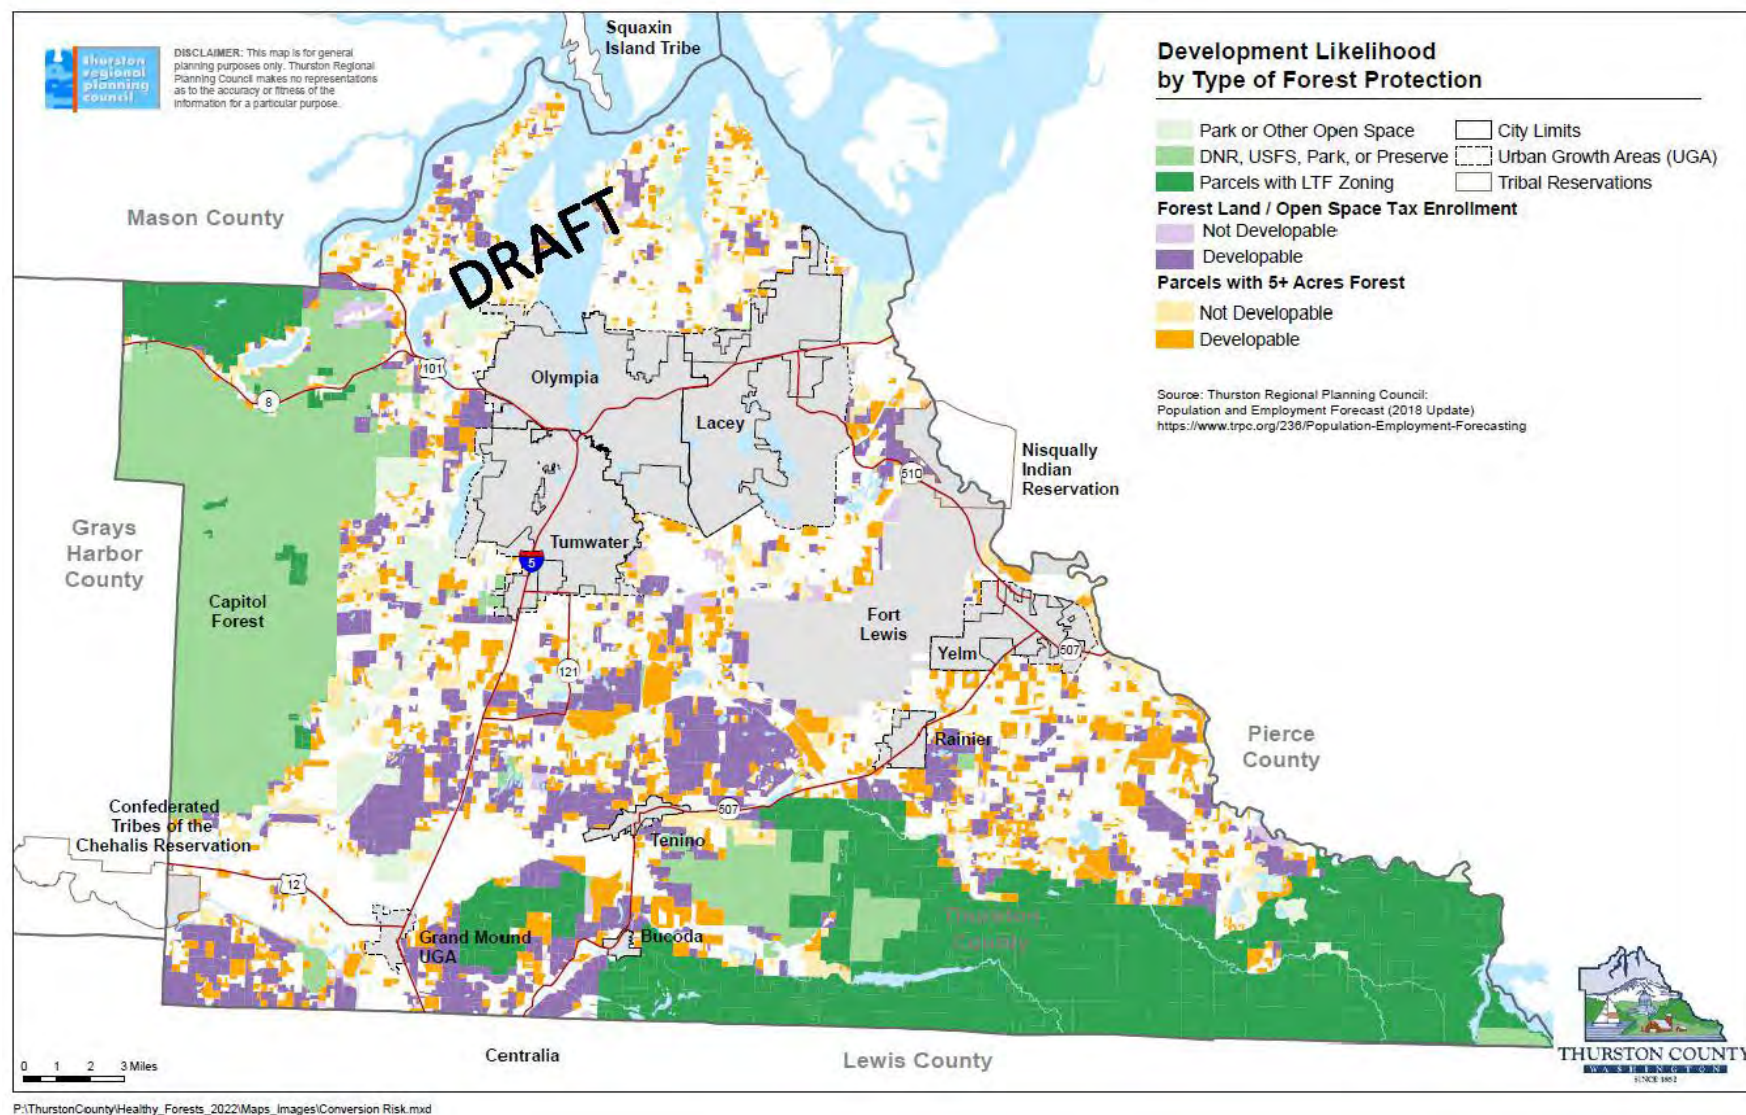 thurston
regional
planning
council
TRPC
DISCLAIMER: This map is for general
planning purposes only. Thurston Regional
Planning Council makes no representations
as to the accuracy or fitness of the
information for a particular purpose.
Squaxin
Island Tribe
Development Likelihood
by Type of Forest Protection
Park or Other Open Space
DNR, USFS, Park, or Preserve
Parcels with LTF Zoning
City Limits
Urban Growth Areas (UGA)
Tribal Reservations
Forest Land / Open Space Tax Enrollment
Not Developable
Developable
Parcels with 5+ Acres Forest
Not Developable
Developable
Source: Thurston Regional Planning Council:
Population and Employment Forecast (2018 Update)
https://www.trpc.org/236/Population-Employment-Forecasting
Mason County
DRAFT
101
8
Olympia
Lacey
510
Nisqually
Indian
Reservation
Grays
Harbor
County
Tumwater
5
Capitol
Forest
Fort
Lewis
Yelm
507
121
Rainier
Pierce
County
Confederated
Tribes of the
Chehalis Reservation
507
Tenino
12
Thurston
County
Grand Mound
UGA
Bucoda
Centralia
Lewis County
0 1 2 3 Miles
THURSTON COUNTY
WASHINGTON
SINCE 1852
P:\ThurstonCounty\Healthy_Forests_2022\Maps_Images\Conversion Risk.mxd